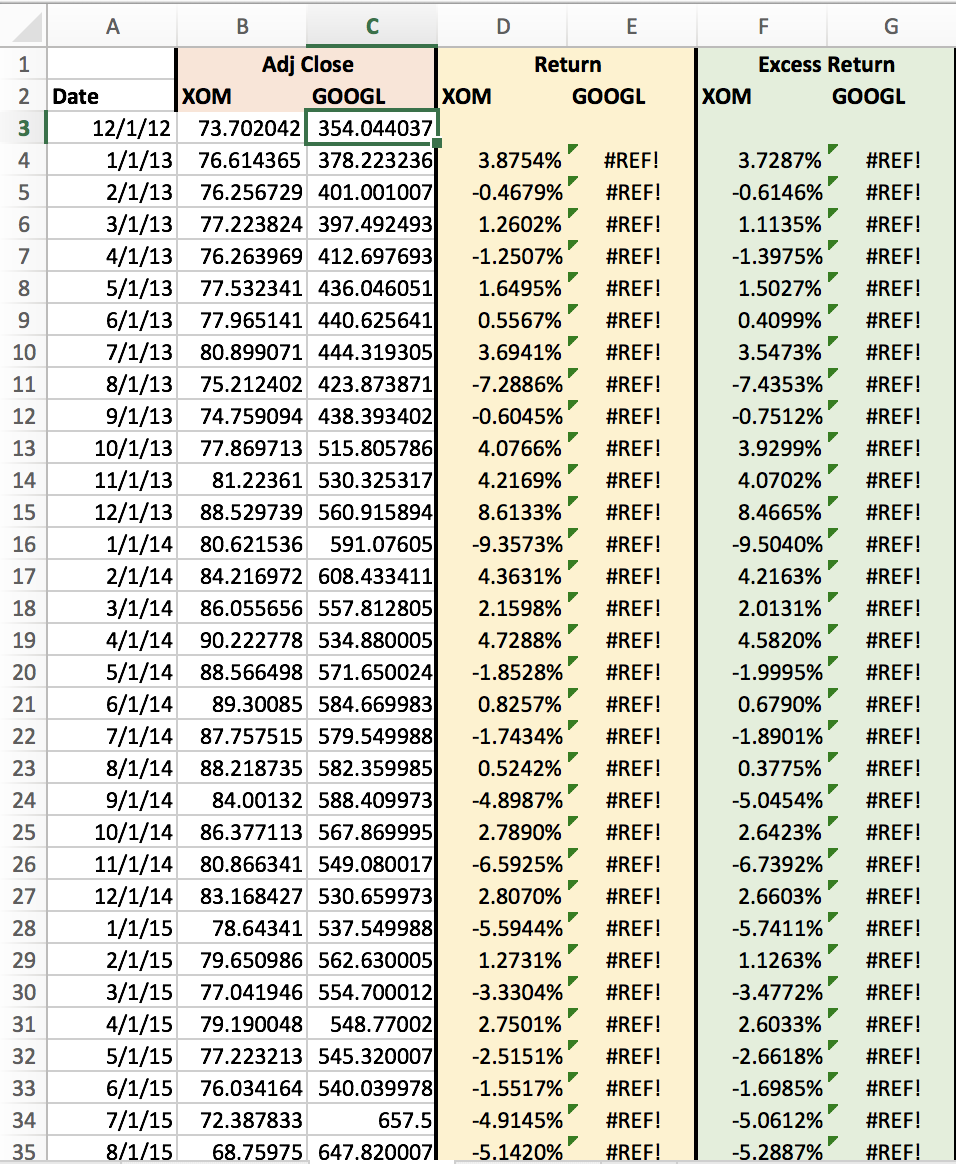 A B C D E F G
1 Adj Close Return Excess Return
2 Date XOM GOOGL XOM GOOGL XOM GOOGL
3 12/1/12 73.702042 354.044037
4 1/1/13 76.614365 378.223236 3.8754% #REF! 3.7287% #REF!
5 2/1/13 76.256729 401.001007 -0.4679% #REF! -0.6146% #REF!
6 3/1/13 77.223824 397.492493 1.2602% #REF! 1.1135% #REF!
7 4/1/13 76.263969 412.697693 -1.2507% #REF! -1.3975% #REF!
8 5/1/13 77.532341 436.046051 1.6495% #REF! 1.5027% #REF!
9 6/1/13 77.965141 440.625641 0.5567% #REF! 0.4099% #REF!
10 7/1/13 80.899071 444.319305 3.6941% #REF! 3.5473% #REF!
11 8/1/13 75.212402 423.873871 -7.2886% #REF! -7.4353% #REF!
12 9/1/13 74.759094 438.393402 -0.6045% #REF! -0.7512% #REF!
13 10/1/13 77.869713 515.805786 4.0766% #REF! 3.9299% #REF!
14 11/1/13 81.22361 530.325317 4.2169% #REF! 4.0702% #REF!
15 12/1/13 88.529739 560.915894 8.6133% #REF! 8.4665% #REF!
16 1/1/14 80.621536 591.07605 -9.3573% #REF! -9.5040% #REF!
17 2/1/14 84.216972 608.433411 4.3631% #REF! 4.2163% #REF!
18 3/1/14 86.055656 557.812805 2.1598% #REF! 2.0131% #REF!
19 4/1/14 90.222778 534.880005 4.7288% #REF! 4.5820% #REF!
20 5/1/14 88.566498 571.650024 -1.8528% #REF! -1.9995% #REF!
21 6/1/14 89.30085 584.669983 0.8257% #REF! 0.6790% #REF!
22 7/1/14 87.757515 579.549988 -1.7434% #REF! -1.8901% #REF!
23 8/1/14 88.218735 582.359985 0.5242% #REF! 0.3775% #REF!
24 9/1/14 84.00132 588.409973 -4.8987% #REF! -5.0454% #REF!
25 10/1/14 86.377113 567.869995 2.7890% #REF! 2.6423% #REF!
26 11/1/14 80.866341 549.080017 -6.5925% #REF! -6.7392% #REF!
27 12/1/14 83.168427 530.659973 2.8070% #REF! 2.6603% #REF!
28 1/1/15 78.64341 537.549988 -5.5944% #REF! -5.7411% #REF!
29 2/1/15 79.650986 562.630005 1.2731% #REF! 1.1263% #REF!
30 3/1/15 77.041946 554.700012 -3.3304% #REF! -3.4772% #REF!
31 4/1/15 79.190048 548.77002 2.7501% #REF! 2.6033% #REF!
32 5/1/15 77.223213 545.320007 -2.5151% #REF! -2.6618% #REF!
33 6/1/15 76.034164 540.039978 -1.5517% #REF! -1.6985% #REF!
34 7/1/15 72.387833 657.5 -4.9145% #REF! -5.0612% #REF!
35 8/1/15 68.75975 647.820007 -5.1420% #REF! -5.2887% #REF!